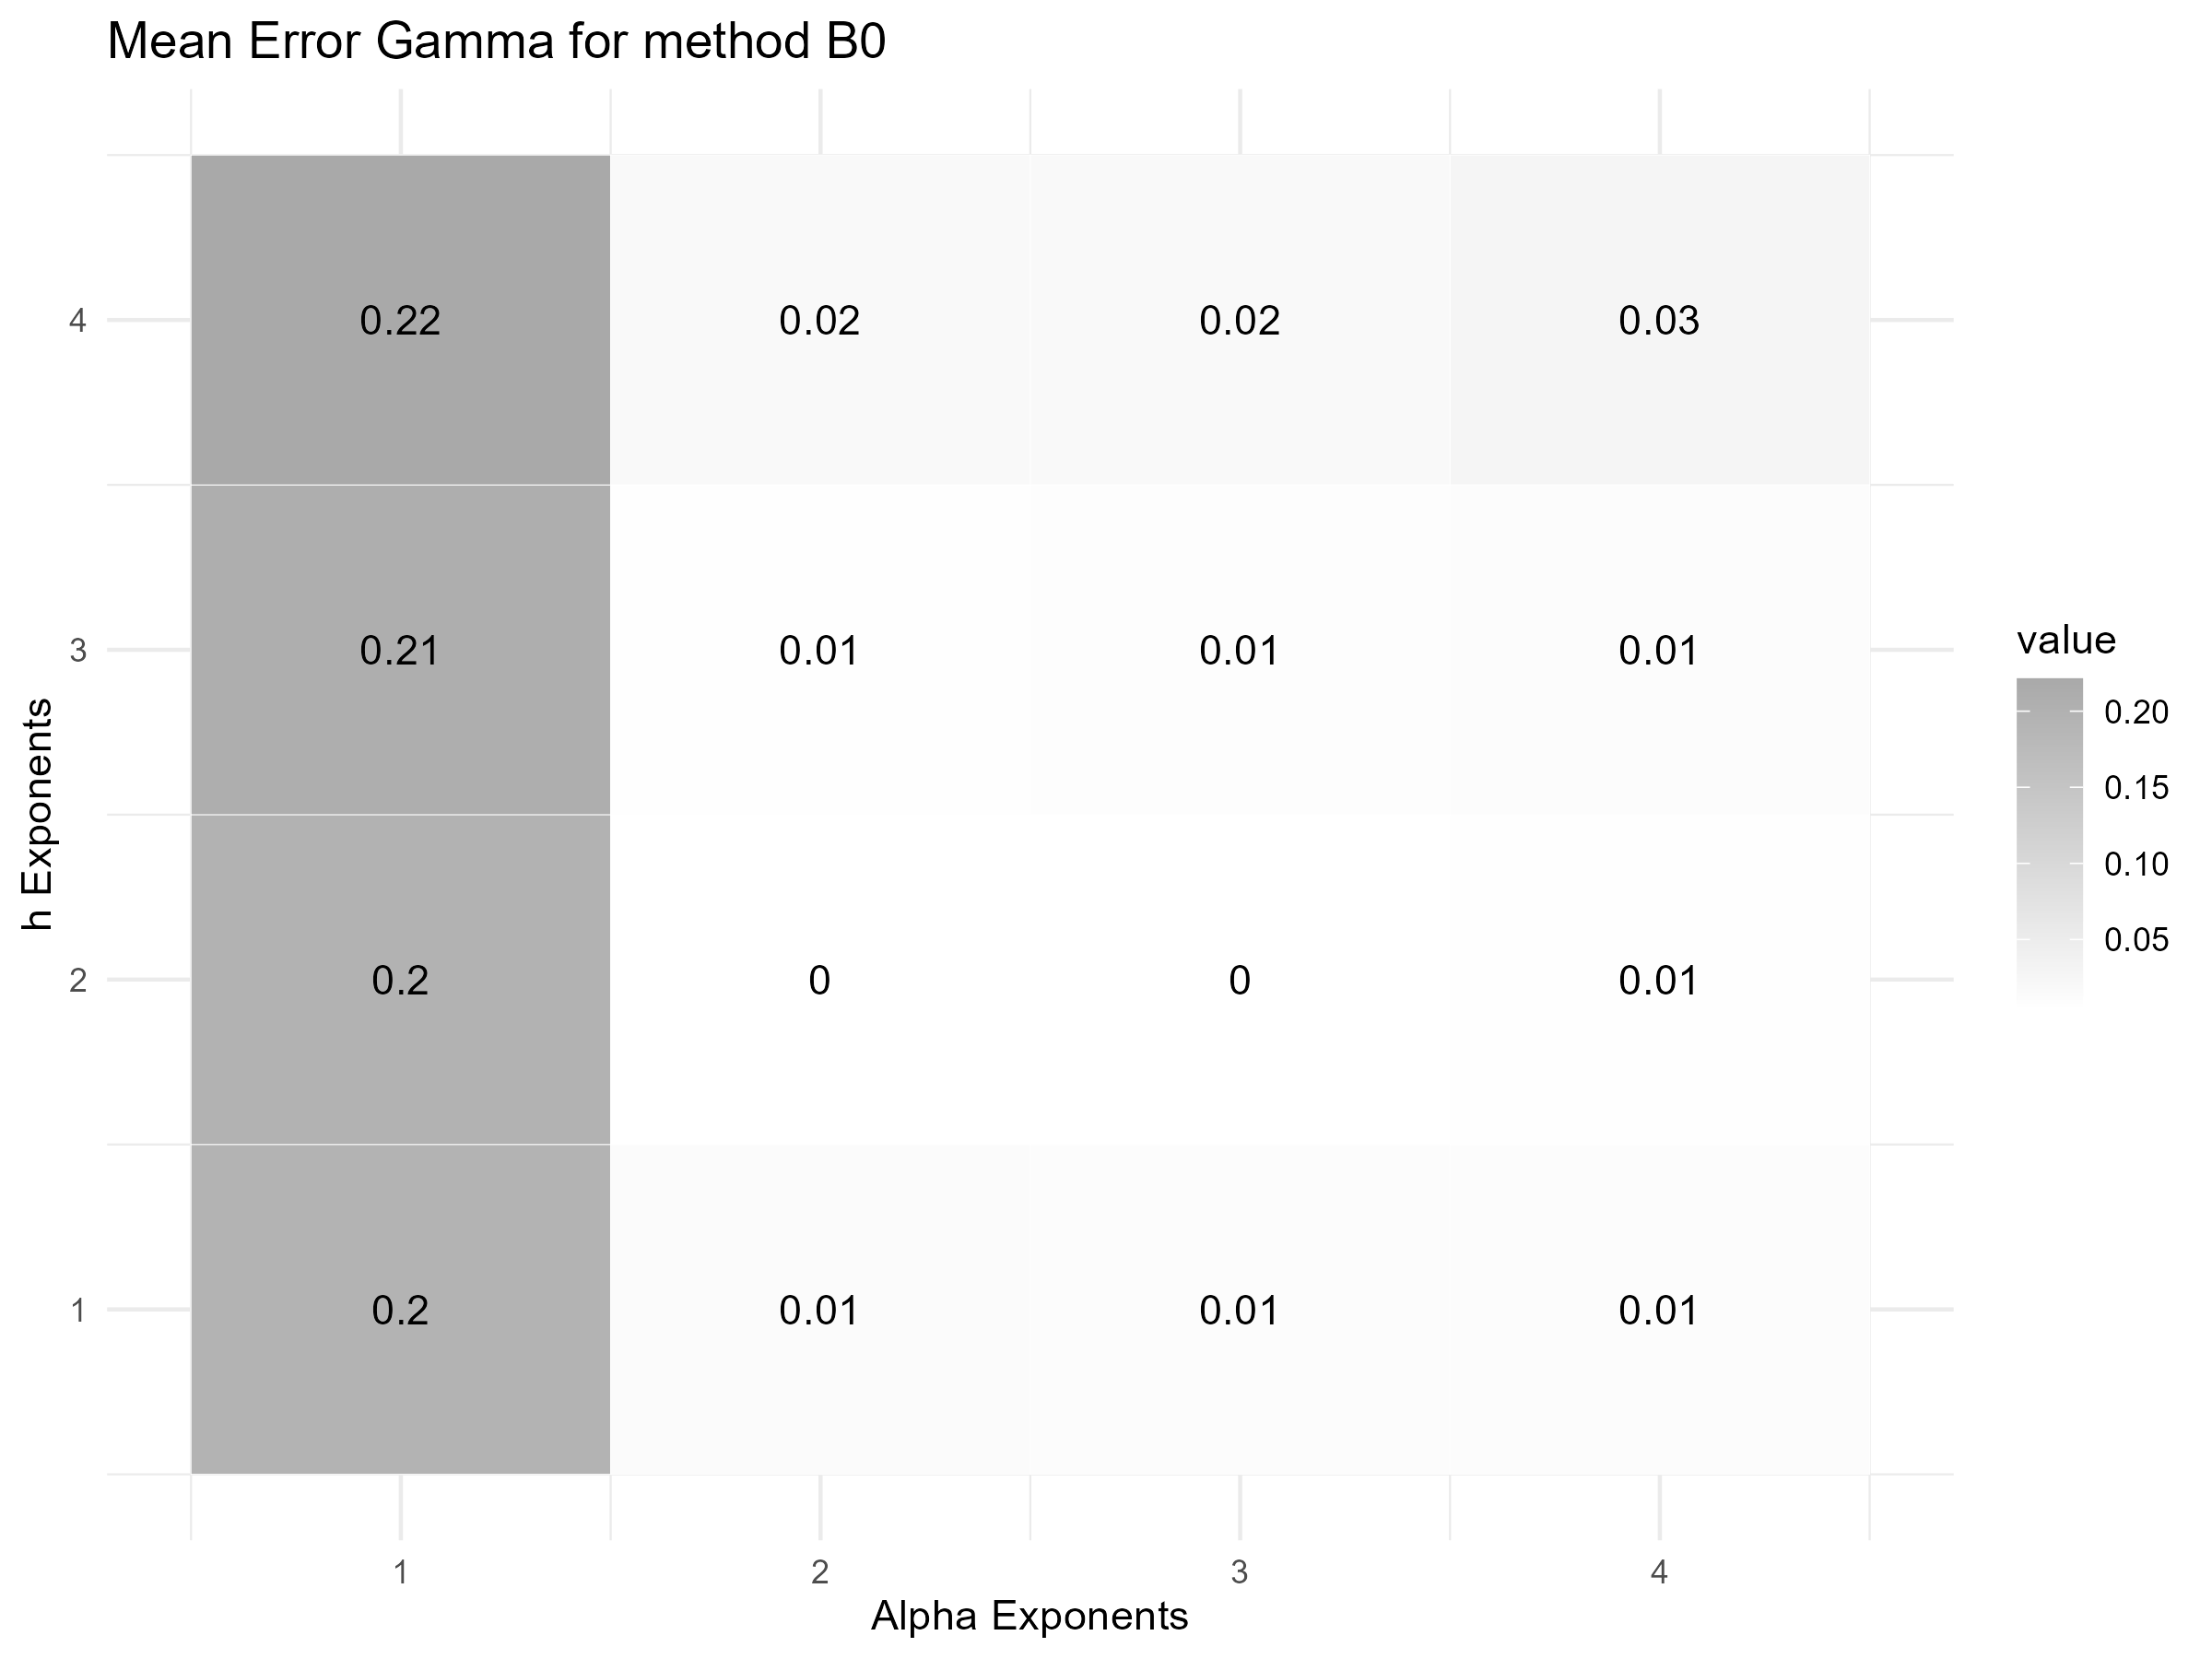 Mean Error Gamma for method B0
h Exponents
4
0.22 0.02 0.02 0.03
3
0.21 0.01 0.01 0.01
2
0.2 0 0 0.01
1
0.2 0.01 0.01 0.01
1 2 3 4
Alpha Exponents
value
0.20
0.15
0.10
0.05